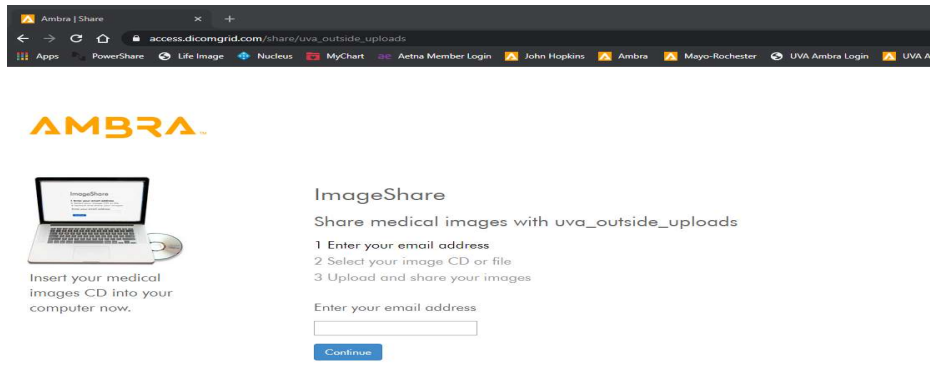 Ambra | Share
access.dicomgrid.com/share/uva_outside_uploads
Apps PowerShare Life Image Nucleus MyChart ae Aetna Member Login John Hopkins Ambra Mayo-Rochester UVA Ambra Login UVA A
AMBRA
ImageShare
Insert your medical
images CD into your
computer now.
ImageShare
Share medical images with uva_outside_uploads
1 Enter your email address
2 Select your image CD or file
3 Upload and share your images
Enter your email address
Continue